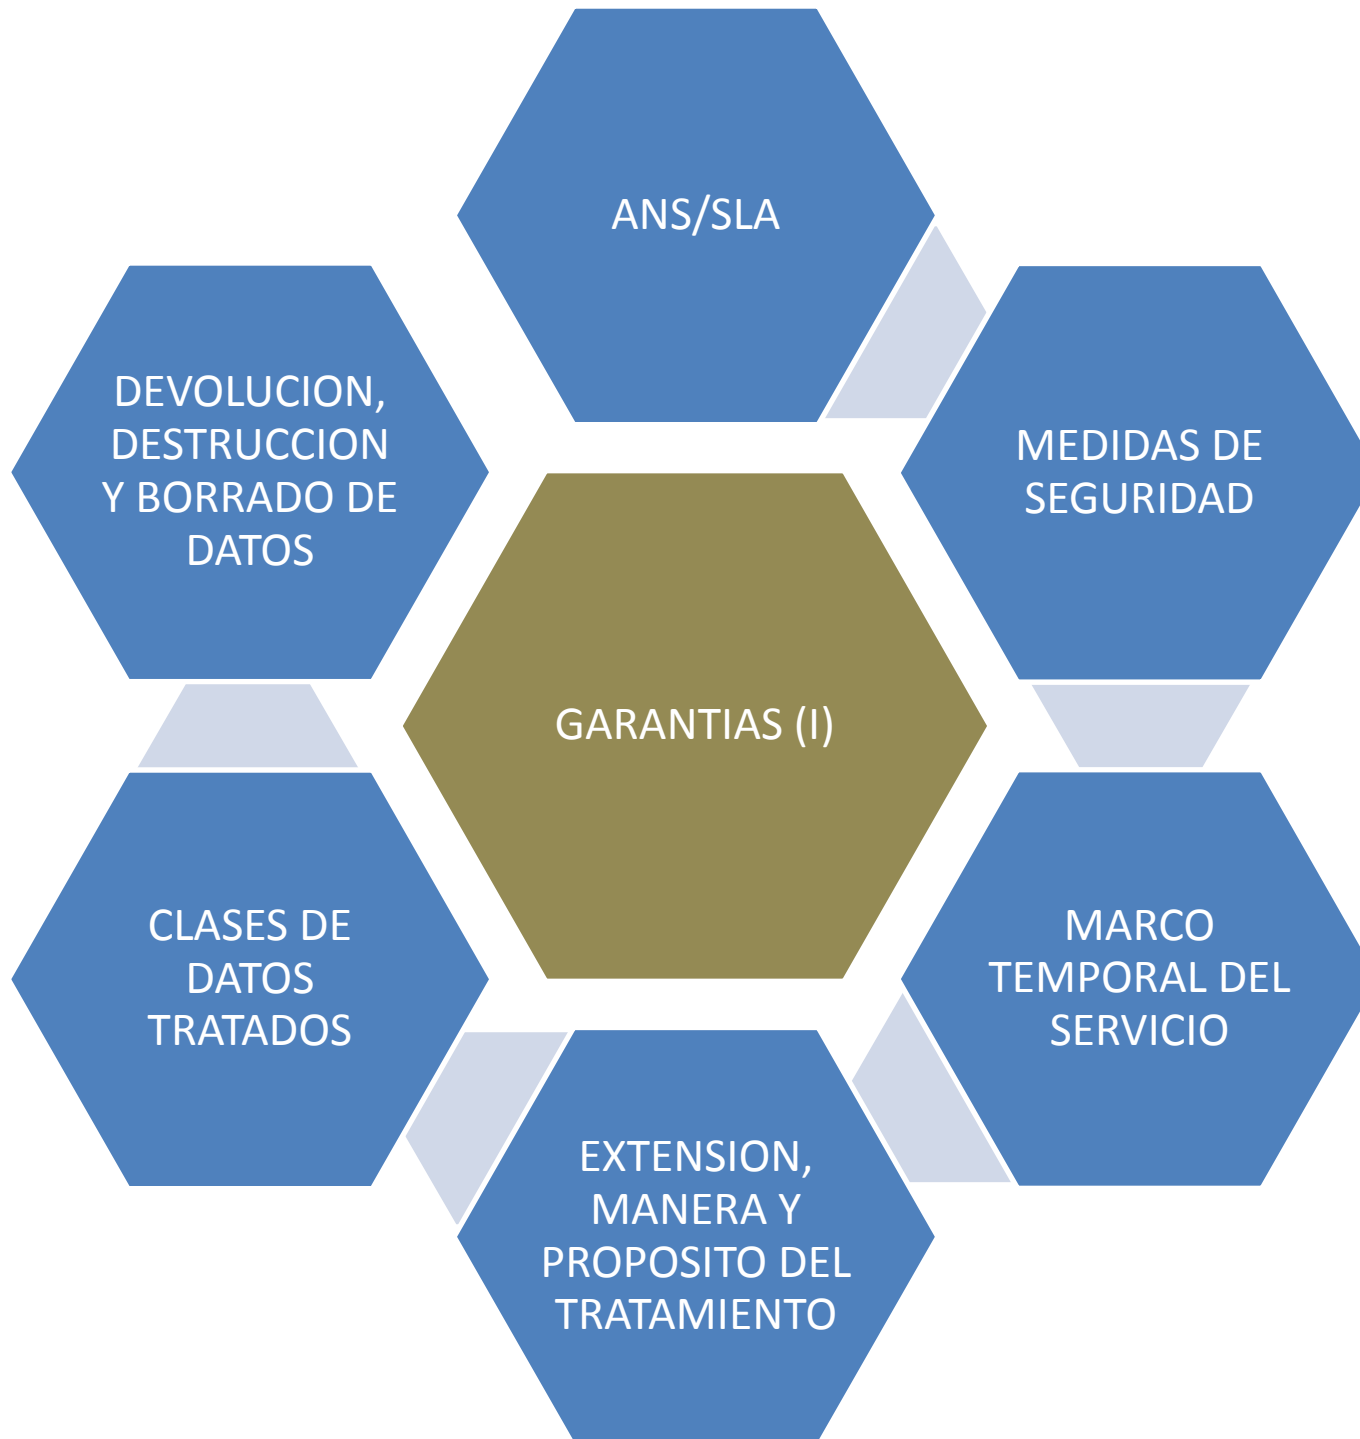 ANS/SLA
MEDIDAS DE
SEGURIDAD
MARCO
TEMPORAL DEL
SERVICIO
EXTENSION,
MANERA Y
PROPOSITO DEL
TRATAMIENTO
CLASES DE
DATOS
TRATADOS
DEVOLUCION,
DESTRUCCION
Y BORRADO DE
DATOS
GARANTIAS (I)